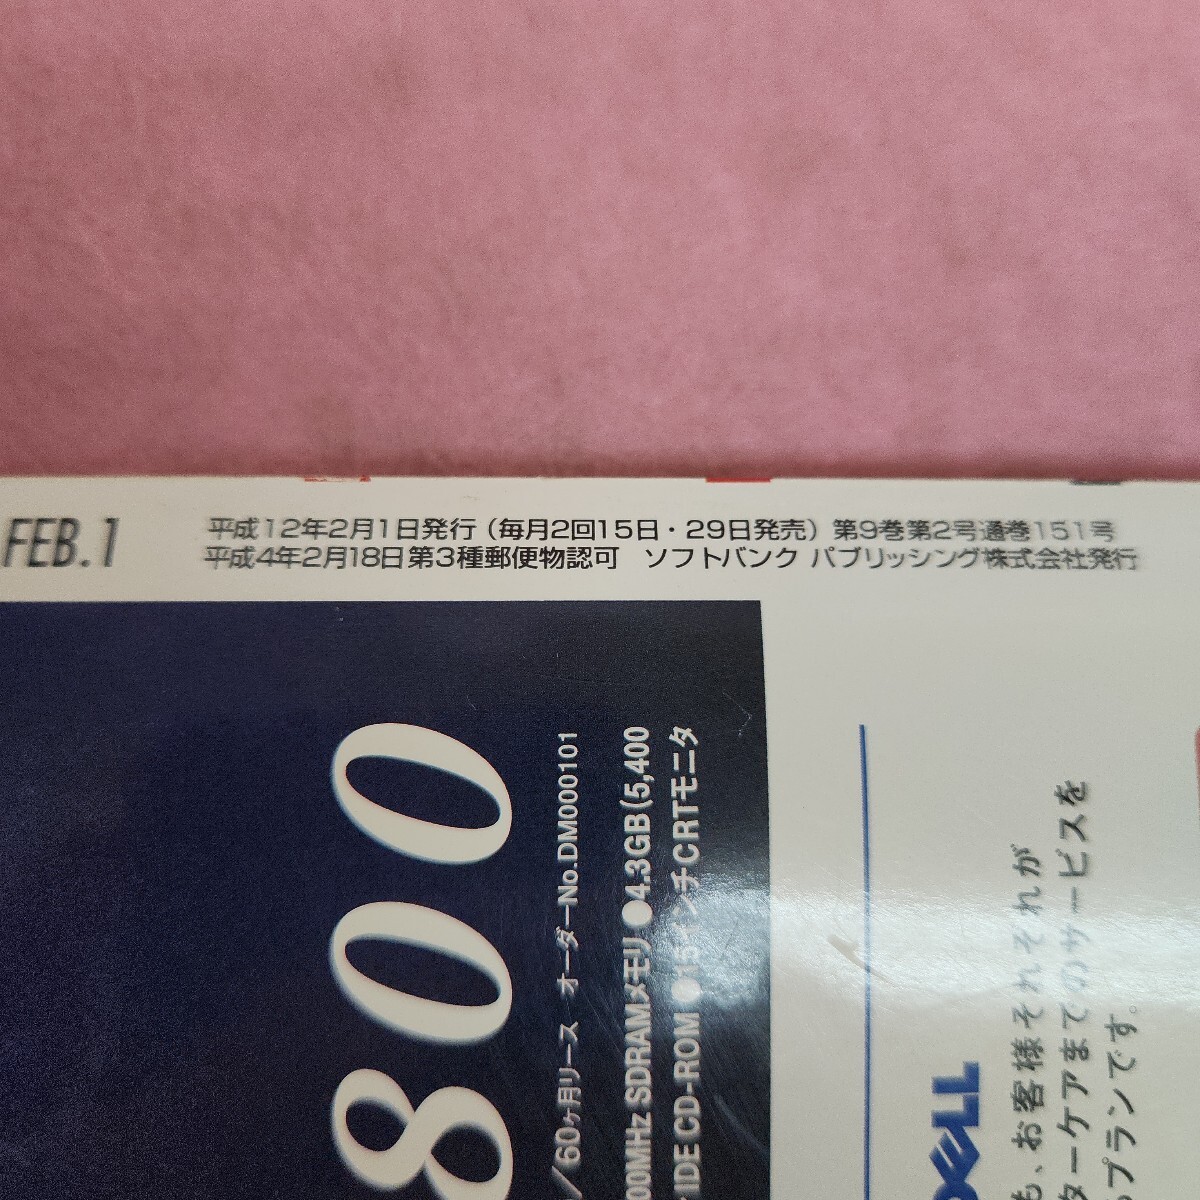 FEB.1
平成12年2月1日発行（毎月2回15日・29日発売）第9巻第2号通巻151号
平成4年2月18日第3種郵便物認可　ソフトバンク パブリッシング株式会社発行
800
/60ヶ月リース オーダーNo.DM000101
00MHz SDRAMメモリ ●4.3GB(5,400
IDE CD-ROM ●15インチCRTモニタ
DELL
も、お客様それぞれが
ターケアまでのサービスを
プランです。